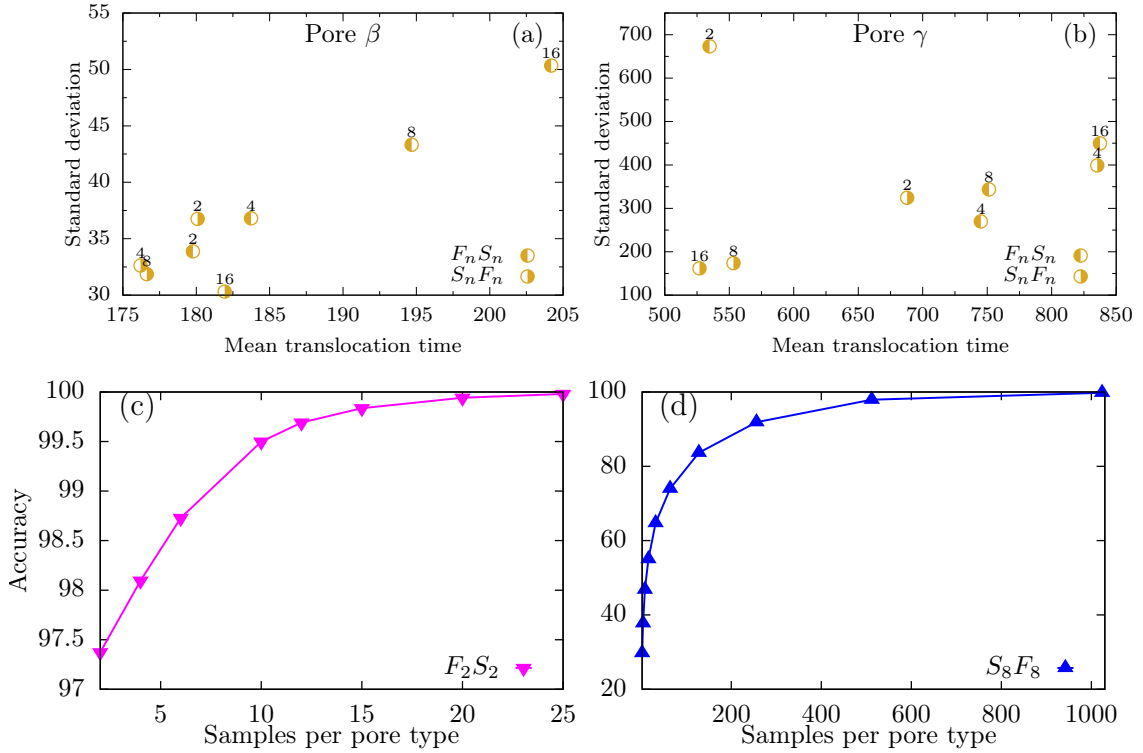 Pore β
(a)
55
50
45
40
35
30
Standard deviation
16
8
2
4
2
4
8
16
FₙSₙ
SₙFₙ
175 180 185 190 195 200 205
Mean translocation time
Pore γ
(b)
700
600
500
400
300
200
100
Standard deviation
2
16
4
8
2
4
16
8
FₙSₙ
SₙFₙ
500 550 600 650 700 750 800 850
Mean translocation time
(c)
100
99.5
99
98.5
98
97.5
97
Accuracy
F₂S₂
5 10 15 20 25
Samples per pore type
(d)
100
80
60
40
20
S₈F₈
200 400 600 800 1000
Samples per pore type